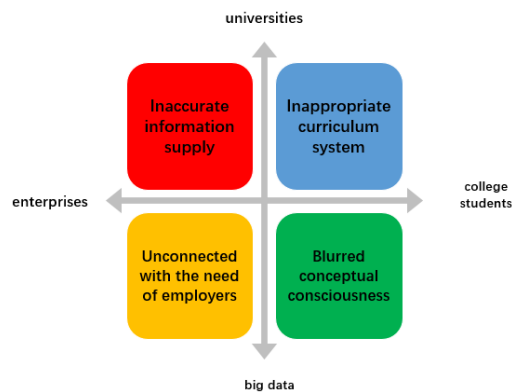 universities
Inaccurate
information
supply
Inappropriate
curriculum
system
enterprises
college
students
Unconnected
with the need
of employers
Blurred
conceptual
consciousness
big data